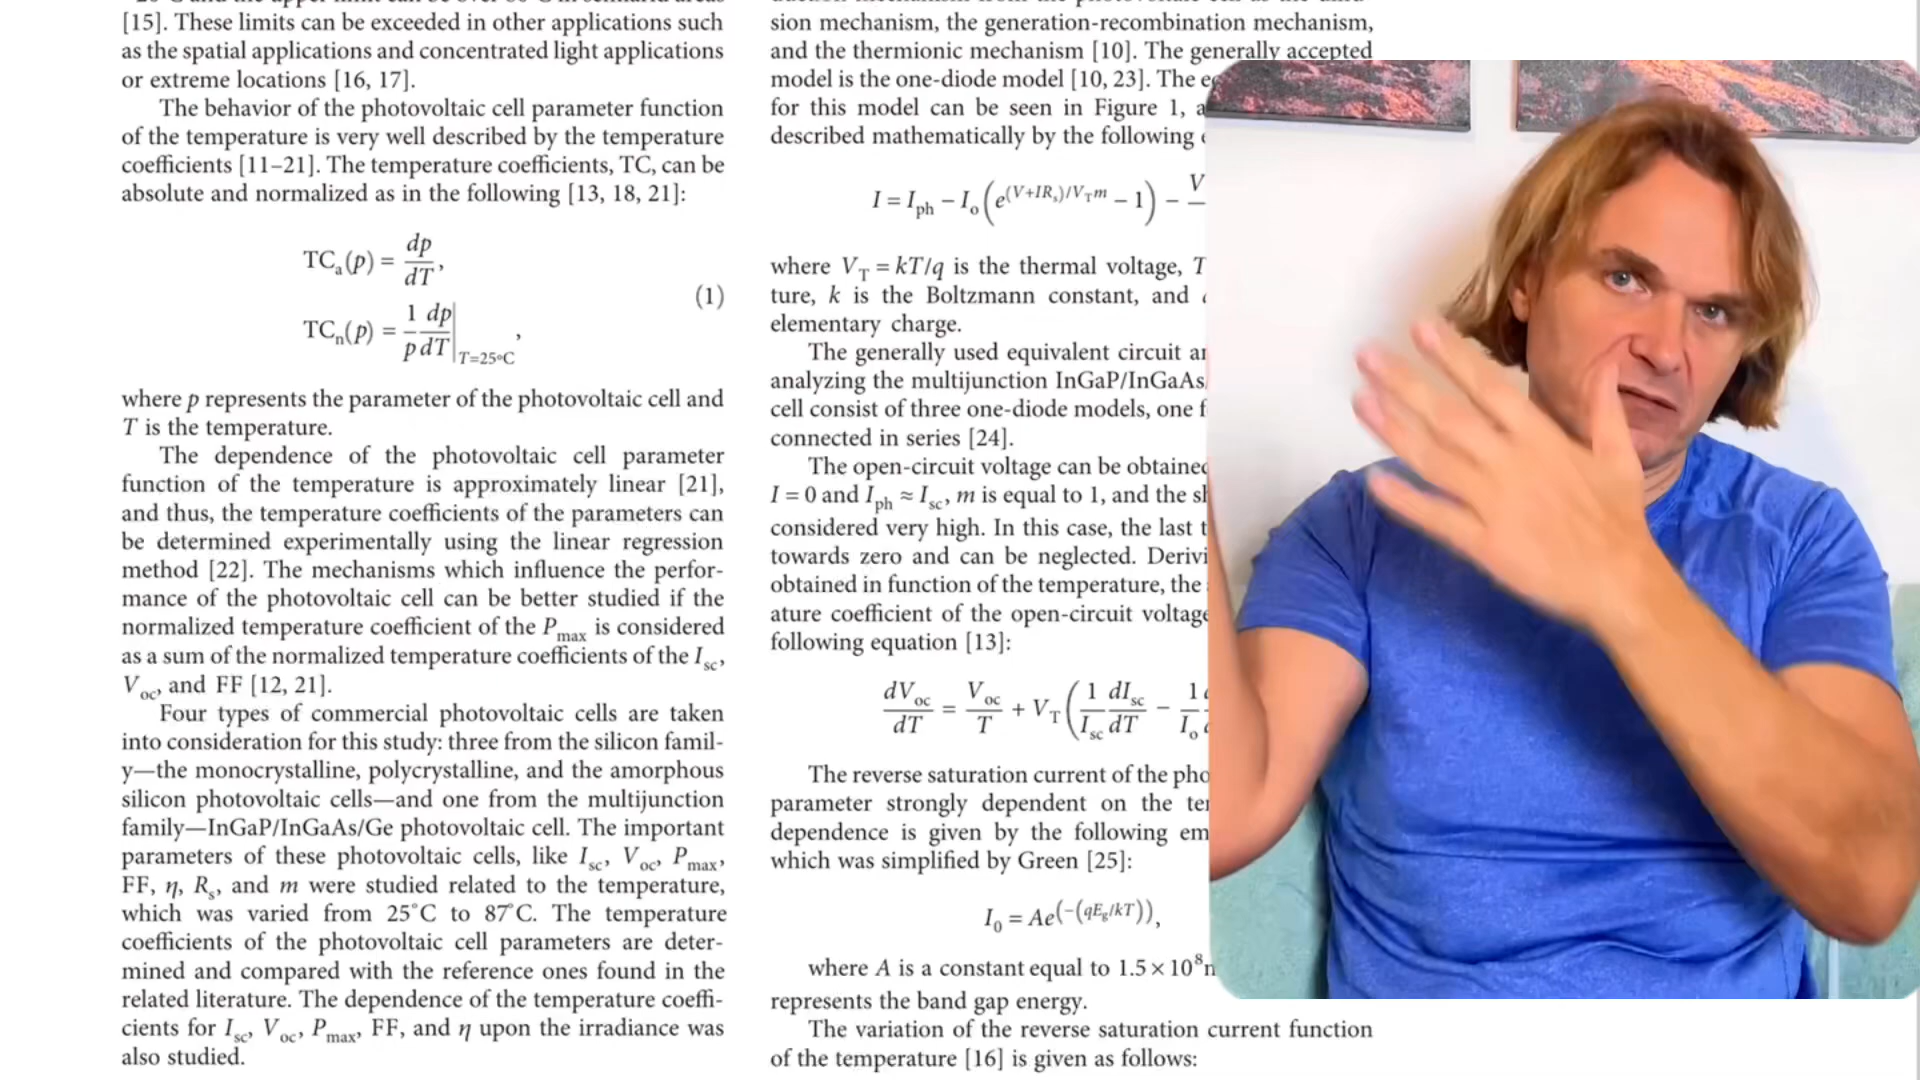 [15]. These limits can be exceeded in other applications such
as the spatial applications and concentrated light applications
or extreme locations [16, 17].
The behavior of the photovoltaic cell parameter function
of the temperature is very well described by the temperature
coefficients [11–21]. The temperature coefficients, TC, can be
absolute and normalized as in the following [13, 18, 21]:
TCa(p) = dp/dT,
TCn(p) = 1/p dp/dT|T=25°C,
(1)
where p represents the parameter of the photovoltaic cell and
T is the temperature.
The dependence of the photovoltaic cell parameter
function of the temperature is approximately linear [21],
and thus, the temperature coefficients of the parameters can
be determined experimentally using the linear regression
method [22]. The mechanisms which influence the perfor-
mance of the photovoltaic cell can be better studied if the
normalized temperature coefficient of the Pmax is considered
as a sum of the normalized temperature coefficients of the Isc,
Voc, and FF [12, 21].
Four types of commercial photovoltaic cells are taken
into consideration for this study: three from the silicon famil-
y—the monocrystalline, polycrystalline, and the amorphous
silicon photovoltaic cells—and one from the multijunction
family—InGaP/InGaAs/Ge photovoltaic cell. The important
parameters of these photovoltaic cells, like Isc, Voc, Pmax,
FF, η, Rs, and m were studied related to the temperature,
which was varied from 25°C to 87°C. The temperature
coefficients of the photovoltaic cell parameters are deter-
mined and compared with the reference ones found in the
related literature. The dependence of the temperature coeffi-
cients for Isc, Voc, Pmax, FF, and η upon the irradiance was
also studied.
sion mechanism, the generation-recombination mechanism,
and the thermionic mechanism [10]. The generally accepted
model is the one-diode model [10, 23]. The
for this model can be seen in Figure 1,
described mathematically by the following
I = Iph − Io(e(V+IRs)/VTm − 1) − V
where VT = kT/q is the thermal voltage, T
ture, k is the Boltzmann constant, and
elementary charge.
The generally used equivalent circuit
analyzing the multijunction InGaP/InGaAs/
cell consist of three one-diode models, one
connected in series [24].
The open-circuit voltage can be obtained
I = 0 and Iph ≈ Isc, m is equal to 1, and the
considered very high. In this case, the last
towards zero and can be neglected.
obtained in function of the temperature, the
ature coefficient of the open-circuit voltage
following equation [13]:
dVoc/dT = Voc/T + VT(1/Isc dIsc/dT − 1/Io
The reverse saturation current of the
parameter strongly dependent on the
dependence is given by the following
which was simplified by Green [25]:
I0 = Ae(−(qEg/kT)),
where A is a constant equal to 1.5 × 10⁸
represents the band gap energy.
The variation of the reverse saturation current function
of the temperature [16] is given as follows: